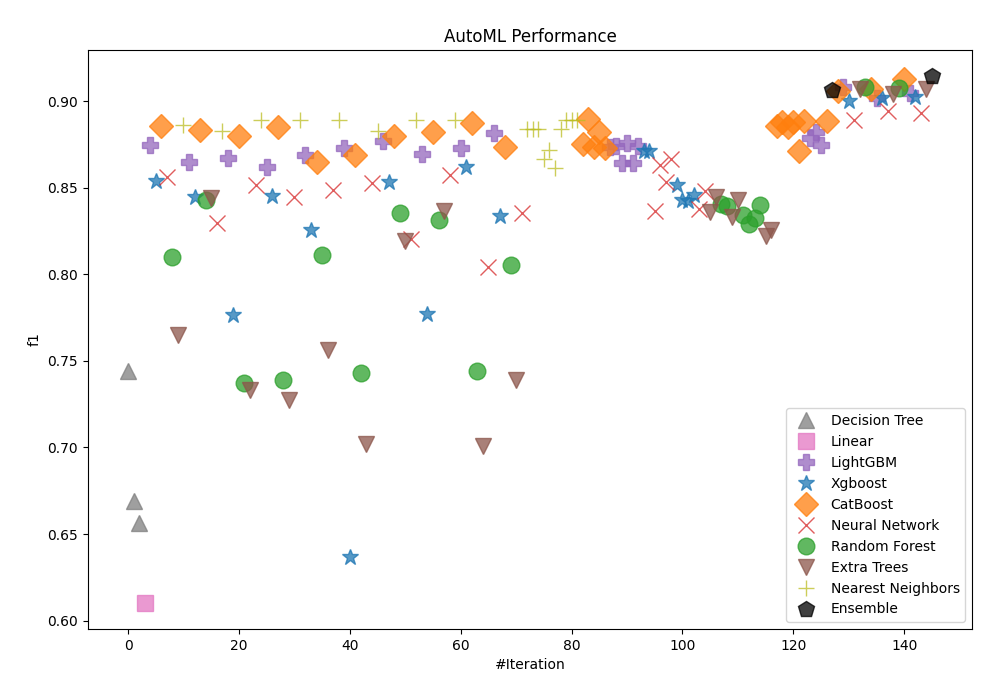 AutoML Performance
f1
0.90
0.85
0.80
0.75
0.70
0.65
0.60
0
20
40
60
80
100
120
140
#Iteration
Decision Tree
Linear
LightGBM
Xgboost
CatBoost
Neural Network
Random Forest
Extra Trees
Nearest Neighbors
Ensemble